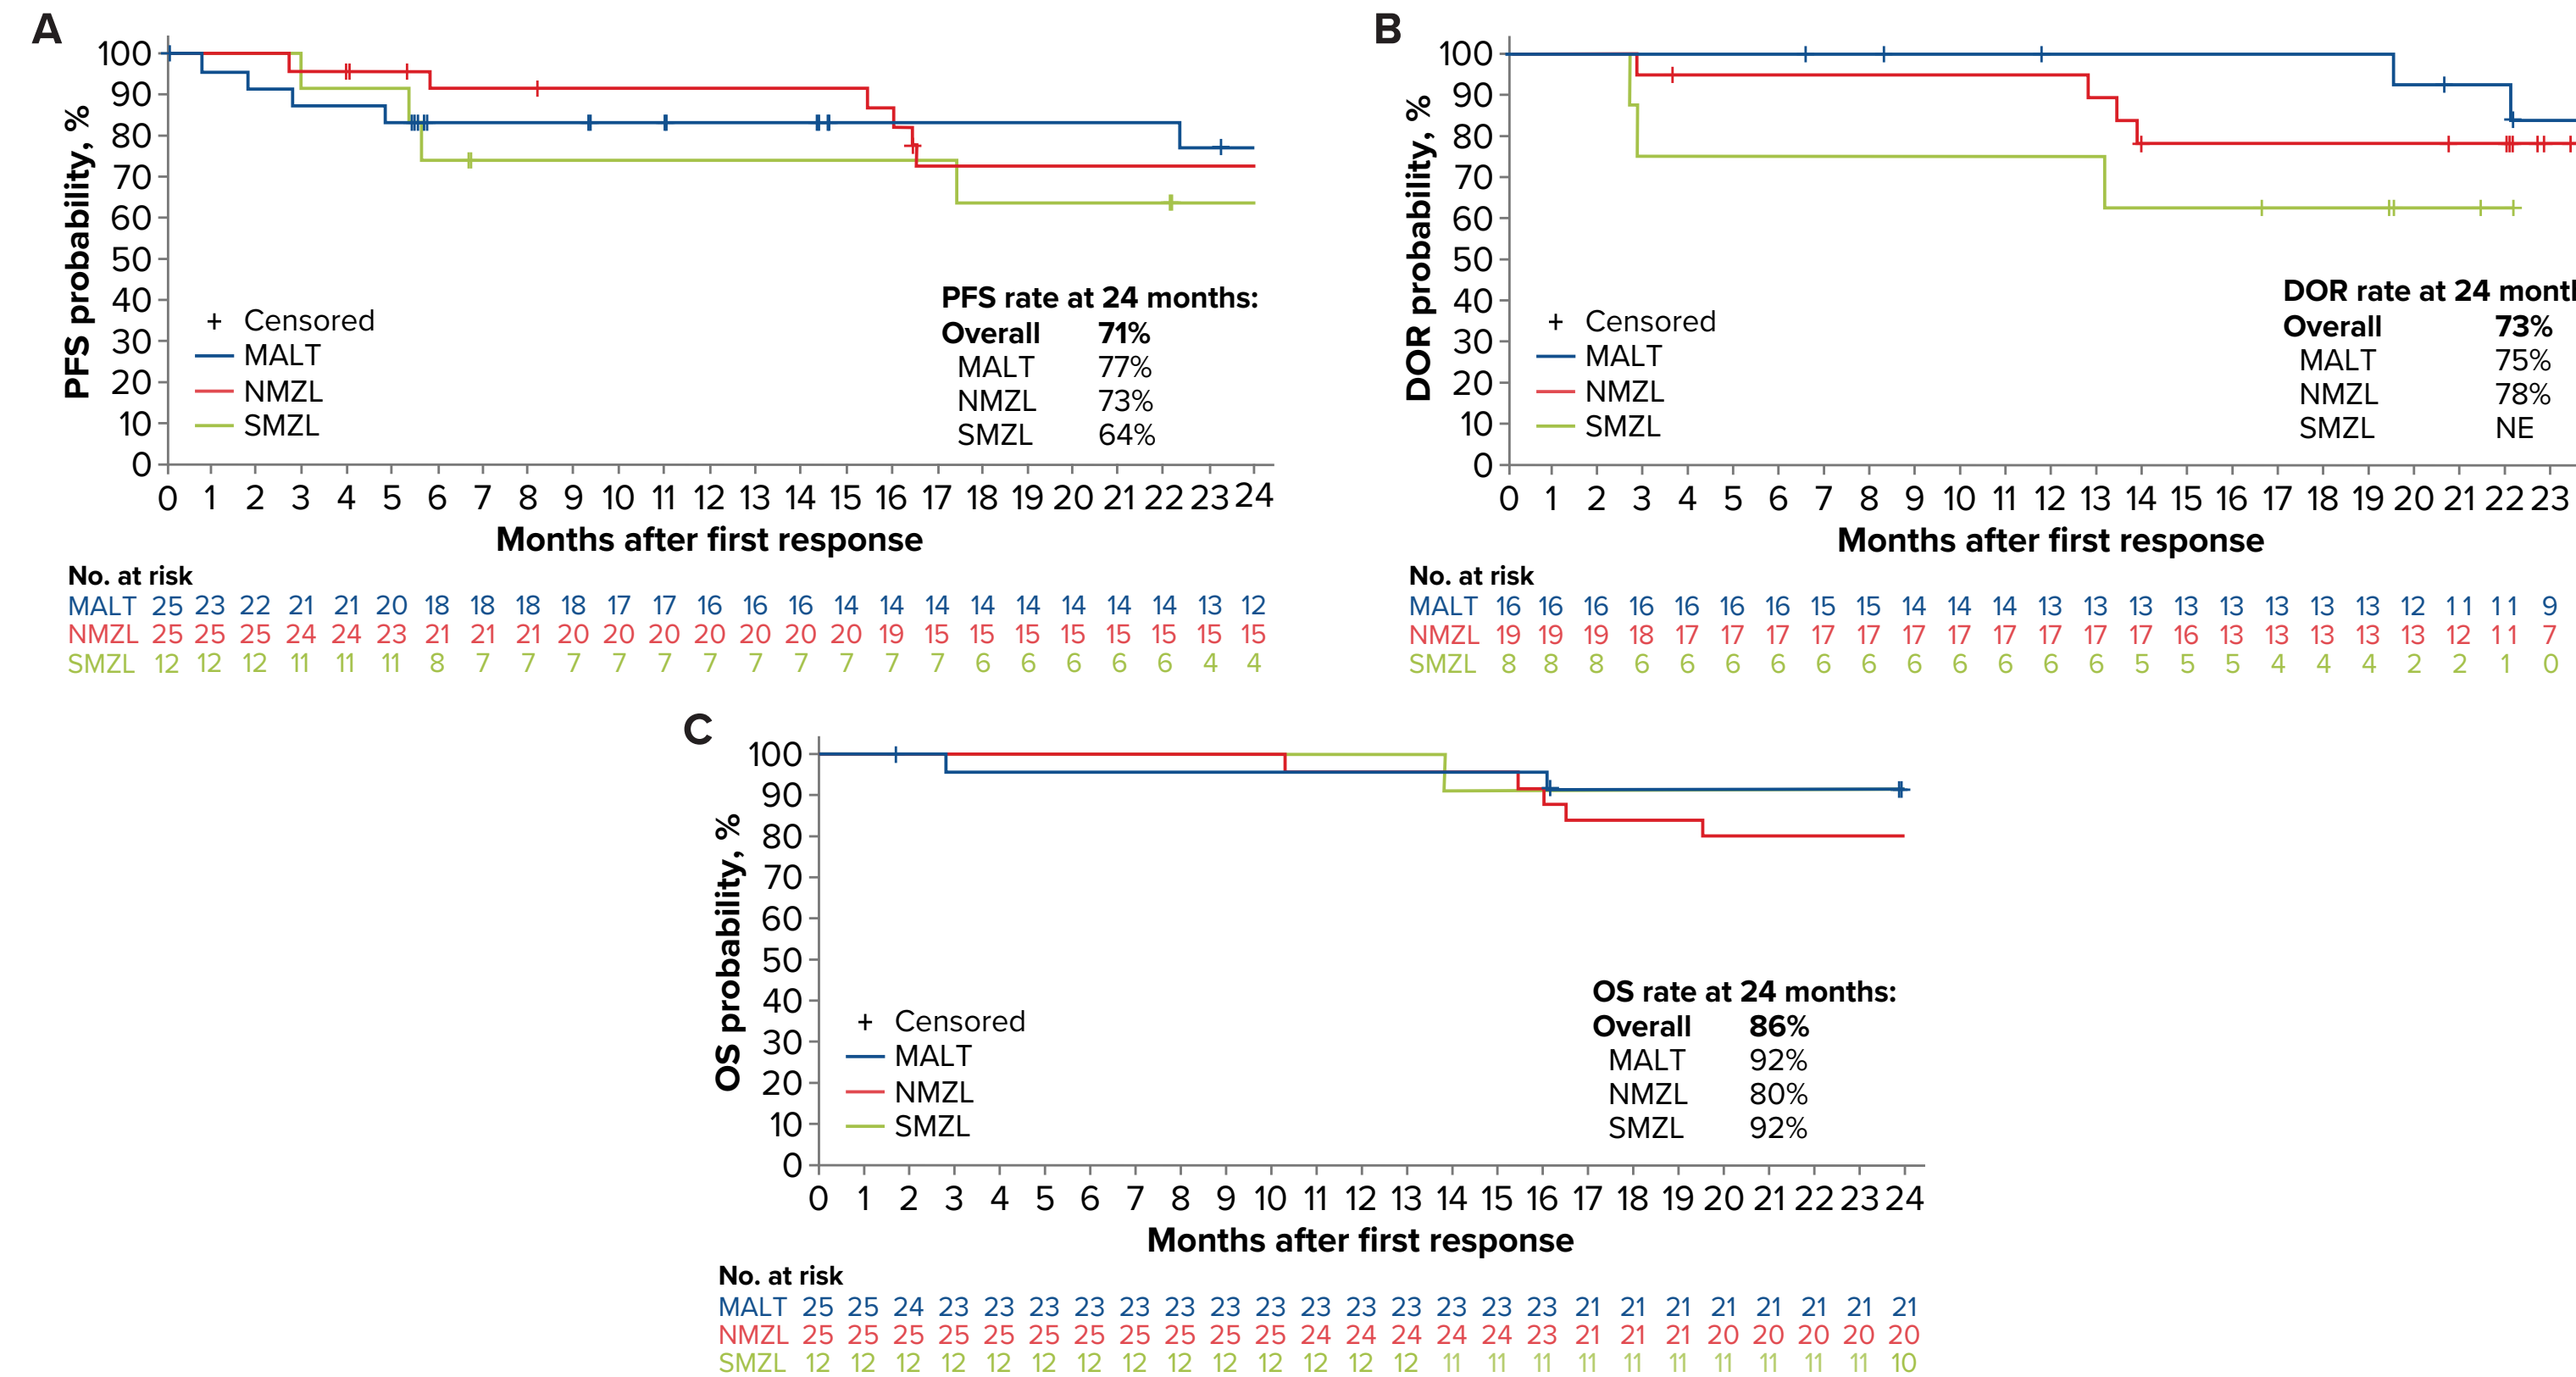 A
PFS probability, %
100
90
80
70
60
50
40
30
20
10
0
+ Censored
MALT
NMZL
SMZL
PFS rate at 24 months:
Overall 71%
MALT 77%
NMZL 73%
SMZL 64%
0 1 2 3 4 5 6 7 8 9 10 11 12 13 14 15 16 17 18 19 20 21 22 23 24
Months after first response
No. at risk
MALT 25 23 22 21 21 20 18 18 18 18 17 17 16 16 16 14 14 14 14 14 14 14 14 13 12
NMZL 25 25 25 24 24 23 21 21 21 20 20 20 20 20 20 20 19 15 15 15 15 15 15 15 15
SMZL 12 12 12 11 11 11 8 7 7 7 7 7 7 7 7 7 7 7 6 6 6 6 6 4 4
B
DOR probability, %
100
90
80
70
60
50
40
30
20
10
0
+ Censored
MALT
NMZL
SMZL
DOR rate at 24 month
Overall 73%
MALT 75%
NMZL 78%
SMZL NE
0 1 2 3 4 5 6 7 8 9 10 11 12 13 14 15 16 17 18 19 20 21 22 23
Months after first response
No. at risk
MALT 16 16 16 16 16 16 16 15 15 14 14 14 13 13 13 13 13 13 13 13 12 11 11 9
NMZL 19 19 19 18 17 17 17 17 17 17 17 17 17 17 17 16 13 13 13 13 13 12 11 7
SMZL 8 8 8 6 6 6 6 6 6 6 6 6 6 6 5 5 5 4 4 4 2 2 1 0
C
OS probability, %
100
90
80
70
60
50
40
30
20
10
0
+ Censored
MALT
NMZL
SMZL
OS rate at 24 months:
Overall 86%
MALT 92%
NMZL 80%
SMZL 92%
0 1 2 3 4 5 6 7 8 9 10 11 12 13 14 15 16 17 18 19 20 21 22 23 24
Months after first response
No. at risk
MALT 25 25 24 23 23 23 23 23 23 23 23 23 23 23 23 23 23 21 21 21 21 21 21 21 21
NMZL 25 25 25 25 25 25 25 25 25 25 25 24 24 24 24 24 23 21 21 21 20 20 20 20 20
SMZL 12 12 12 12 12 12 12 12 12 12 12 12 12 12 11 11 11 11 11 11 11 11 11 11 10